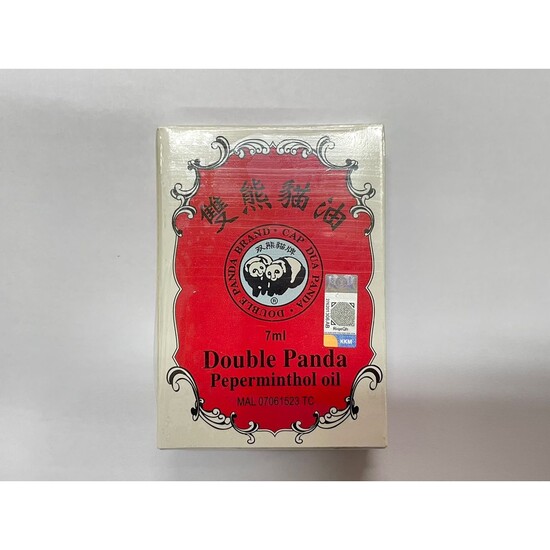 雙熊貓油
DOUBLE PANDA BRAND · CAP DUA PANDA ·
双熊貓牌
®
7ml
Double Panda
Peperminthol oil
MAL 07061523 TC
KKM